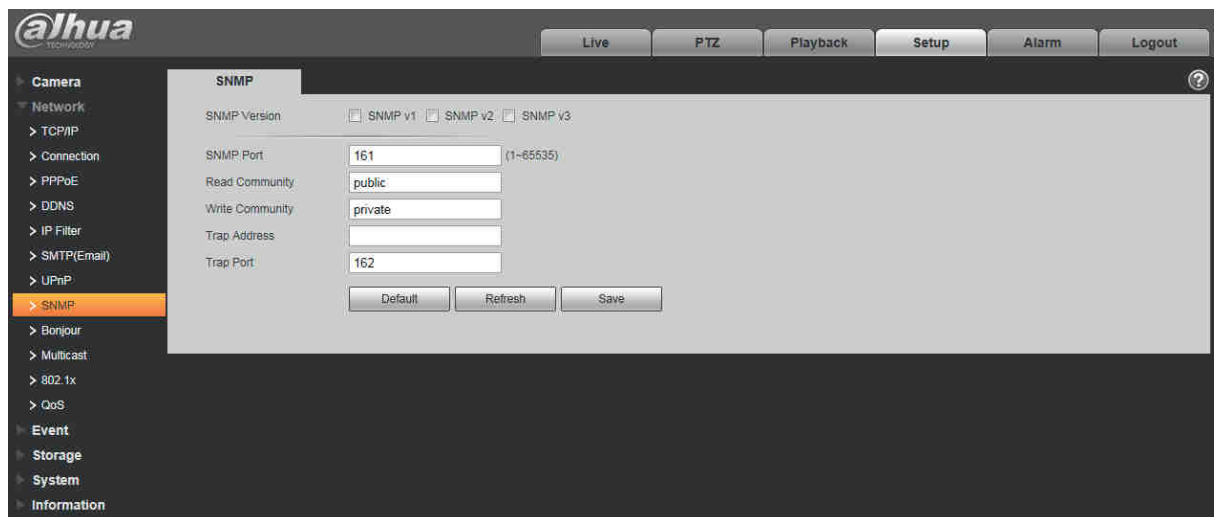 alhua
TECHNOLOGY
Live PTZ Playback Setup Alarm Logout
Camera
Network
> TCP/IP
> Connection
> PPPoE
> DDNS
> IP Filter
> SMTP(Email)
> UPnP
> SNMP
> Bonjour
> Multicast
> 802.1x
> QoS
Event
Storage
System
Information
SNMP
?
SNMP Version SNMP v1 SNMP v2 SNMP v3
SNMP Port 161 (1~65535)
Read Community public
Write Community private
Trap Address
Trap Port 162
Default Refresh Save